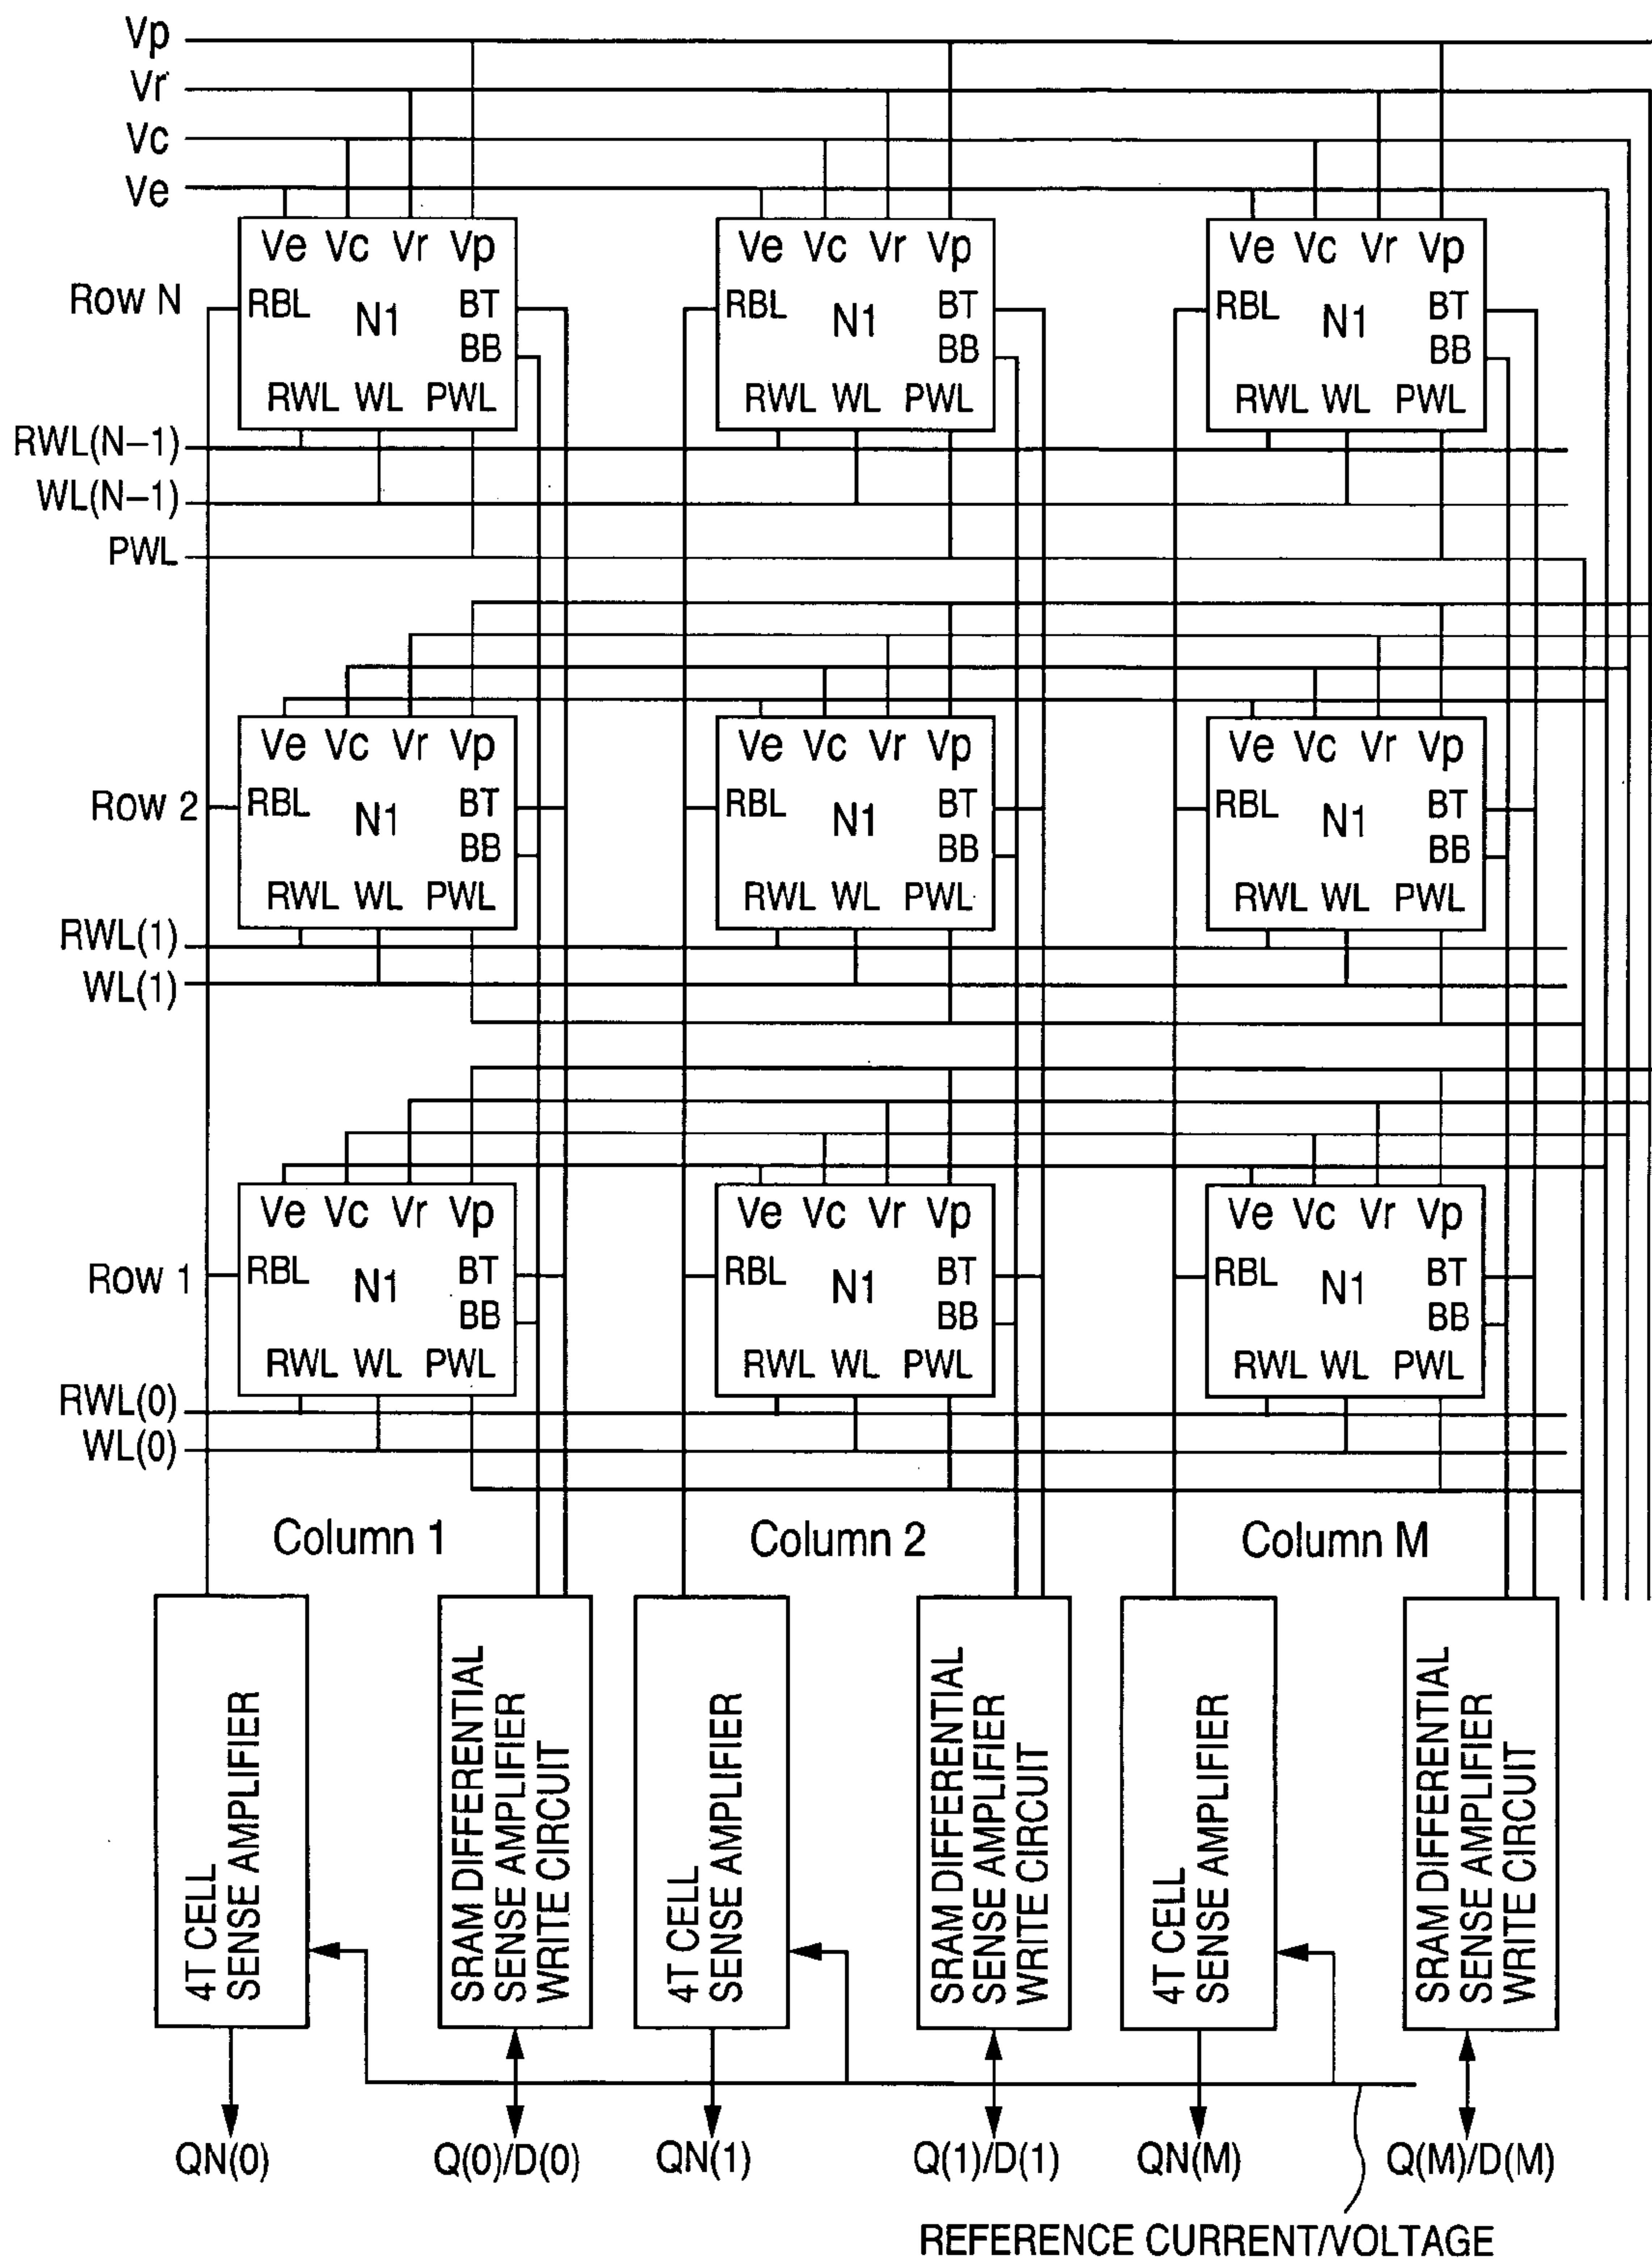 Vp
Vr
Vc
Ve
Ve Vc Vr Vp
Ve Vc Vr Vp
Ve Vc Vr Vp
Row N
RBL N1 BT
RBL N1 BT
RBL N1 BT
BB
BB
BB
RWL WL PWL
RWL WL PWL
RWL WL PWL
RWL(N-1)
WL(N-1)
PWL
Ve Vc Vr Vp
Ve Vc Vr Vp
Ve Vc Vr Vp
Row 2
RBL N1 BT
RBL N1 BT
RBL N1 BT
BB
BB
BB
RWL WL PWL
RWL WL PWL
RWL WL PWL
RWL(1)
WL(1)
Ve Vc Vr Vp
Ve Vc Vr Vp
Ve Vc Vr Vp
Row 1
RBL N1 BT
RBL N1 BT
RBL N1 BT
BB
BB
BB
RWL WL PWL
RWL WL PWL
RWL WL PWL
RWL(0)
WL(0)
Column 1
Column 2
Column M
4T CELL
SENSE AMPLIFIER
SRAM DIFFERENTIAL
SENSE AMPLIFIER
WRITE CIRCUIT
4T CELL
SENSE AMPLIFIER
SRAM DIFFERENTIAL
SENSE AMPLIFIER
WRITE CIRCUIT
4T CELL
SENSE AMPLIFIER
SRAM DIFFERENTIAL
SENSE AMPLIFIER
WRITE CIRCUIT
QN(0)
Q(0)/D(0)
QN(1)
Q(1)/D(1)
QN(M)
Q(M)/D(M)
REFERENCE CURRENT/VOLTAGE